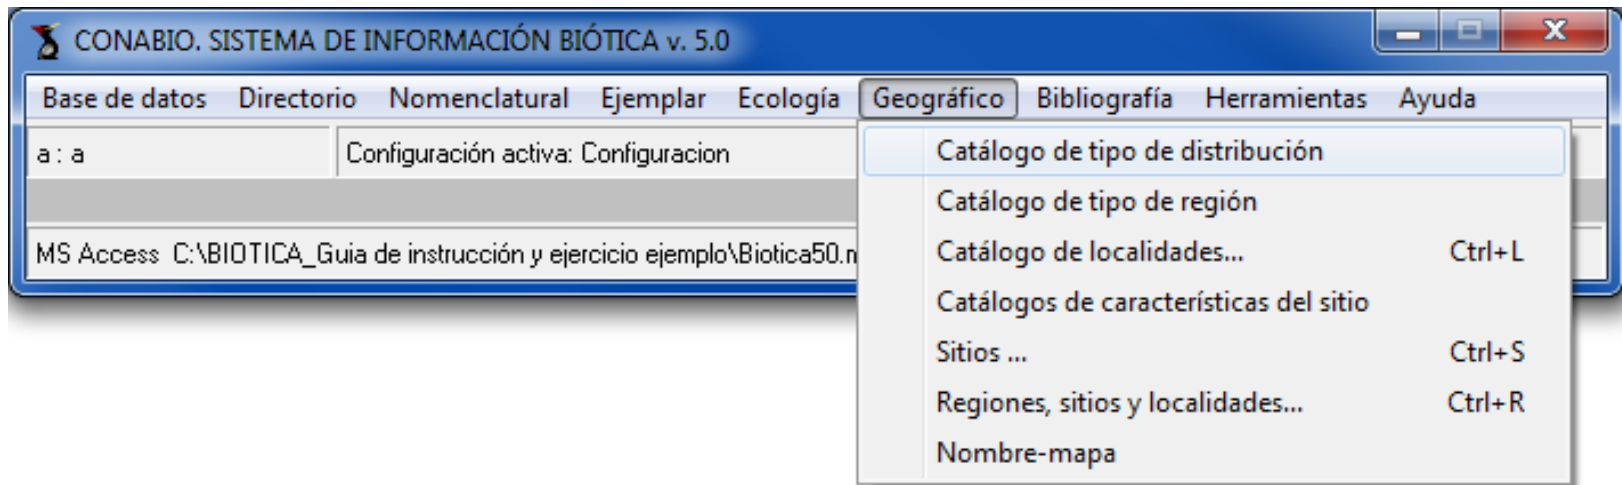 CONABIO. SISTEMA DE INFORMACIÓN BIÓTICA v. 5.0
Base de datos Directorio Nomenclatural Ejemplar Ecología Geográfico Bibliografía Herramientas Ayuda
a : a Configuración activa: Configuracion
MS Access C:\BIOTICA_Guia de instrucción y ejercicio ejemplo\Biotica50.
Catálogo de tipo de distribución
Catálogo de tipo de región
Catálogo de localidades... Ctrl+L
Catálogos de características del sitio
Sitios ... Ctrl+S
Regiones, sitios y localidades... Ctrl+R
Nombre-mapa